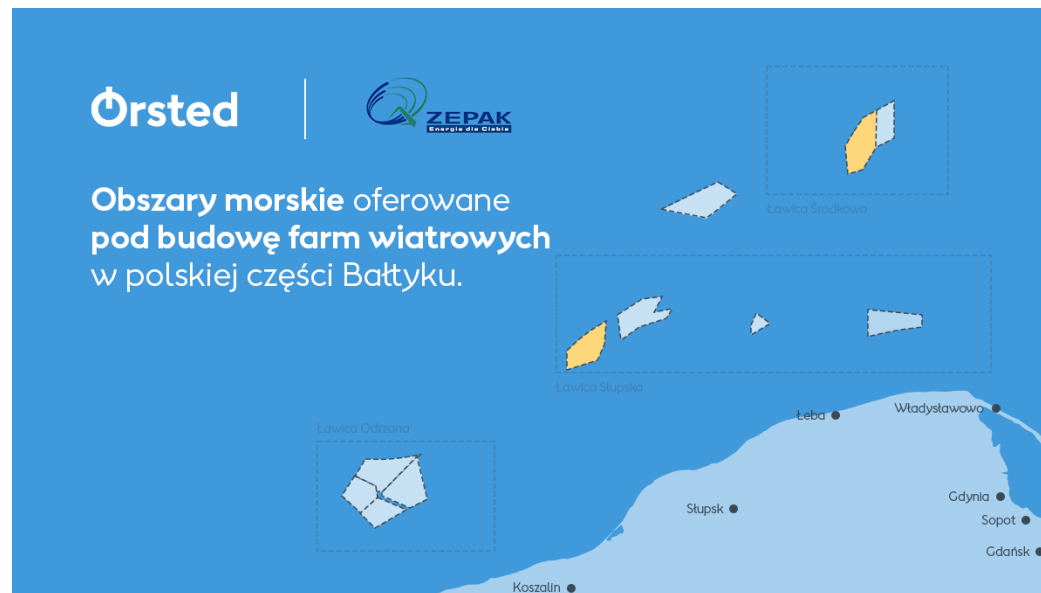 Orsted
ZEPAK
Energia dla Ciebie
Obszary morskie oferowane
pod budowę farm wiatrowych
w polskiej części Bałtyku.
Ławica Środkowa
Ławica Słupska
Ławica Odrzana
Łeba
Władysławowo
Słupsk
Gdynia
Sopot
Gdańsk
Koszalin